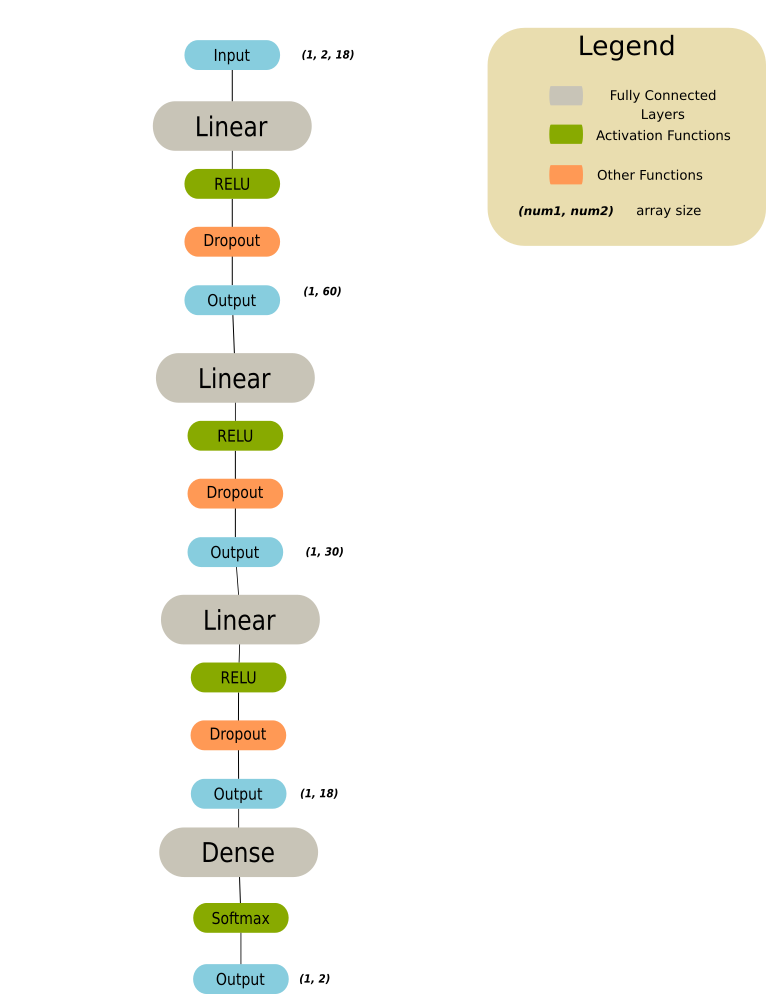 Input
(1, 2, 18)
Linear
RELU
Dropout
Output
(1, 60)
Linear
RELU
Dropout
Output
(1, 30)
Linear
RELU
Dropout
Output
(1, 18)
Dense
Softmax
Output
(1, 2)
Legend
Fully Connected
Layers
Activation Functions
Other Functions
(num1, num2) array size